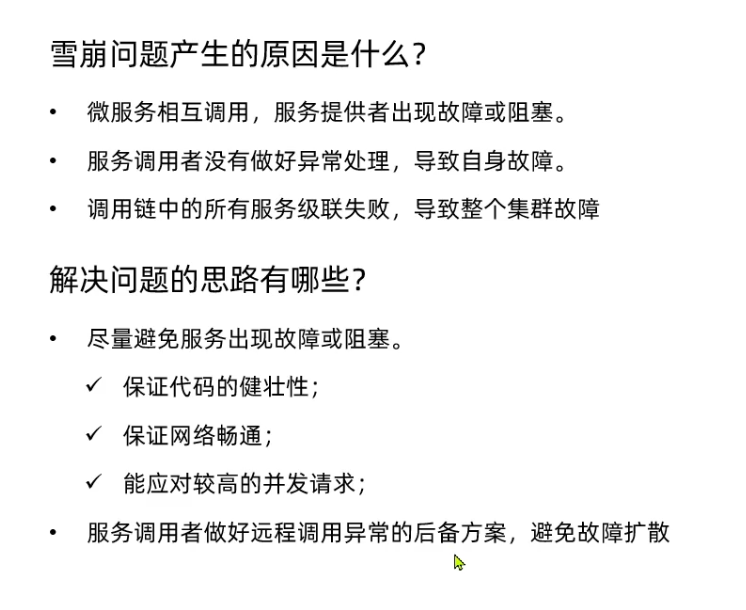 雪崩问题产生的原因是什么?
• 微服务相互调用，服务提供者出现故障或阻塞。
• 服务调用者没有做好异常处理，导致自身故障。
• 调用链中的所有服务级联失败，导致整个集群故障
解决问题的思路有哪些?
• 尽量避免服务出现故障或阻塞。
✓ 保证代码的健壮性；
✓ 保证网络畅通；
✓ 能应对较高的并发请求；
• 服务调用者做好远程调用异常的后备方案，避免故障扩散